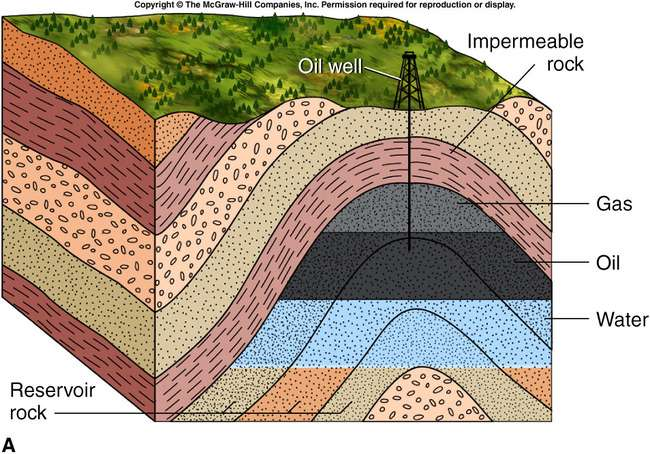 Copyright © The McGraw-Hill Companies, Inc. Permission required for reproduction or display.
Impermeable
rock
Oil well
Gas
Oil
Water
Reservoir
rock
A